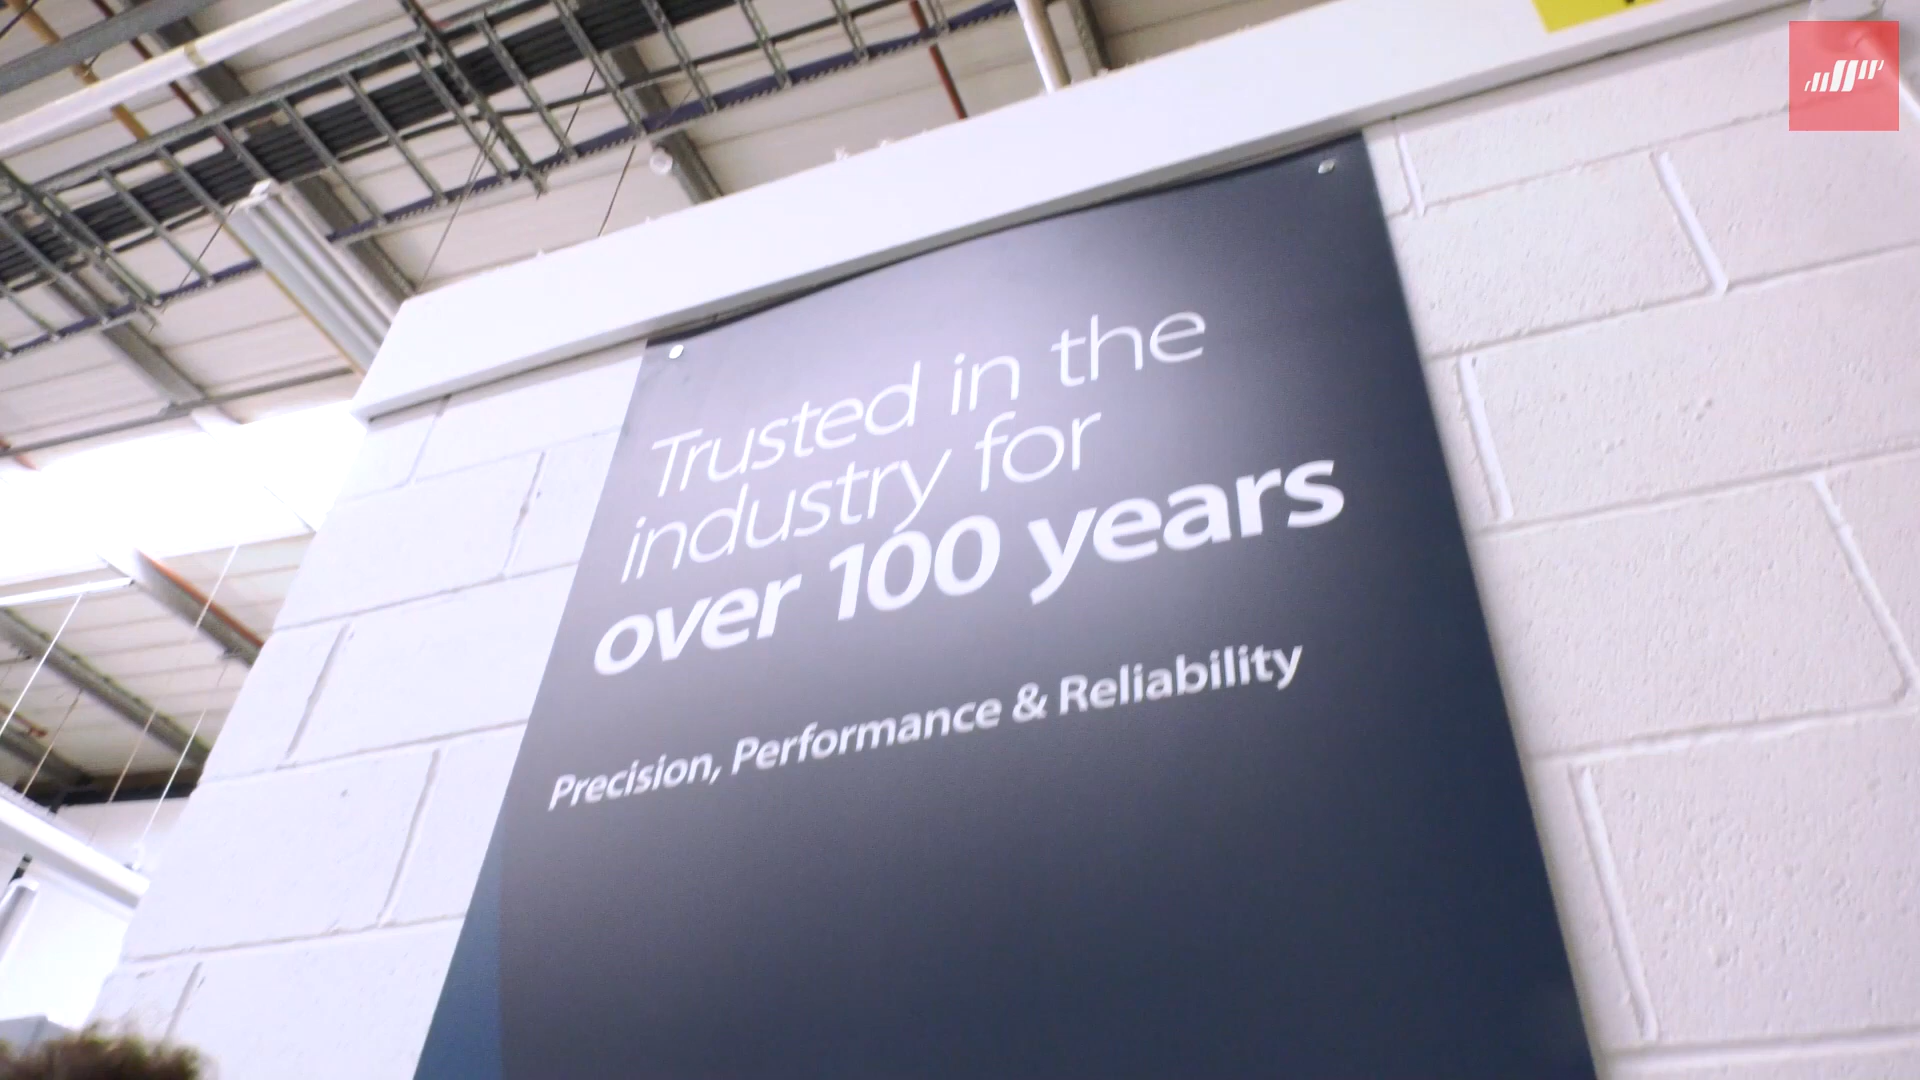 Trusted in the
industry for
over 100 years
Precision, Performance & Reliability